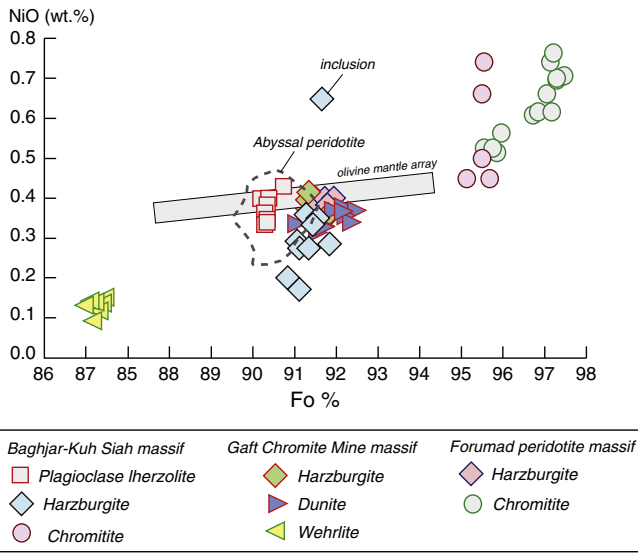 NiO (wt.%)
0.8
0.7
0.6
0.5
0.4
0.3
0.2
0.1
0.0
inclusion
Abyssal peridotite
olivine mantle array
86 87 85 89 90 91 92 93 94 95 96 97 98
Fo %
Baghjar-Kuh Siah massif Gaft Chromite Mine massif Forumad peridotite massif
Plagioclase lherzolite Harzburgite Harzburgite
Harzburgite Dunite Chromitite
Chromitite Wehrlite